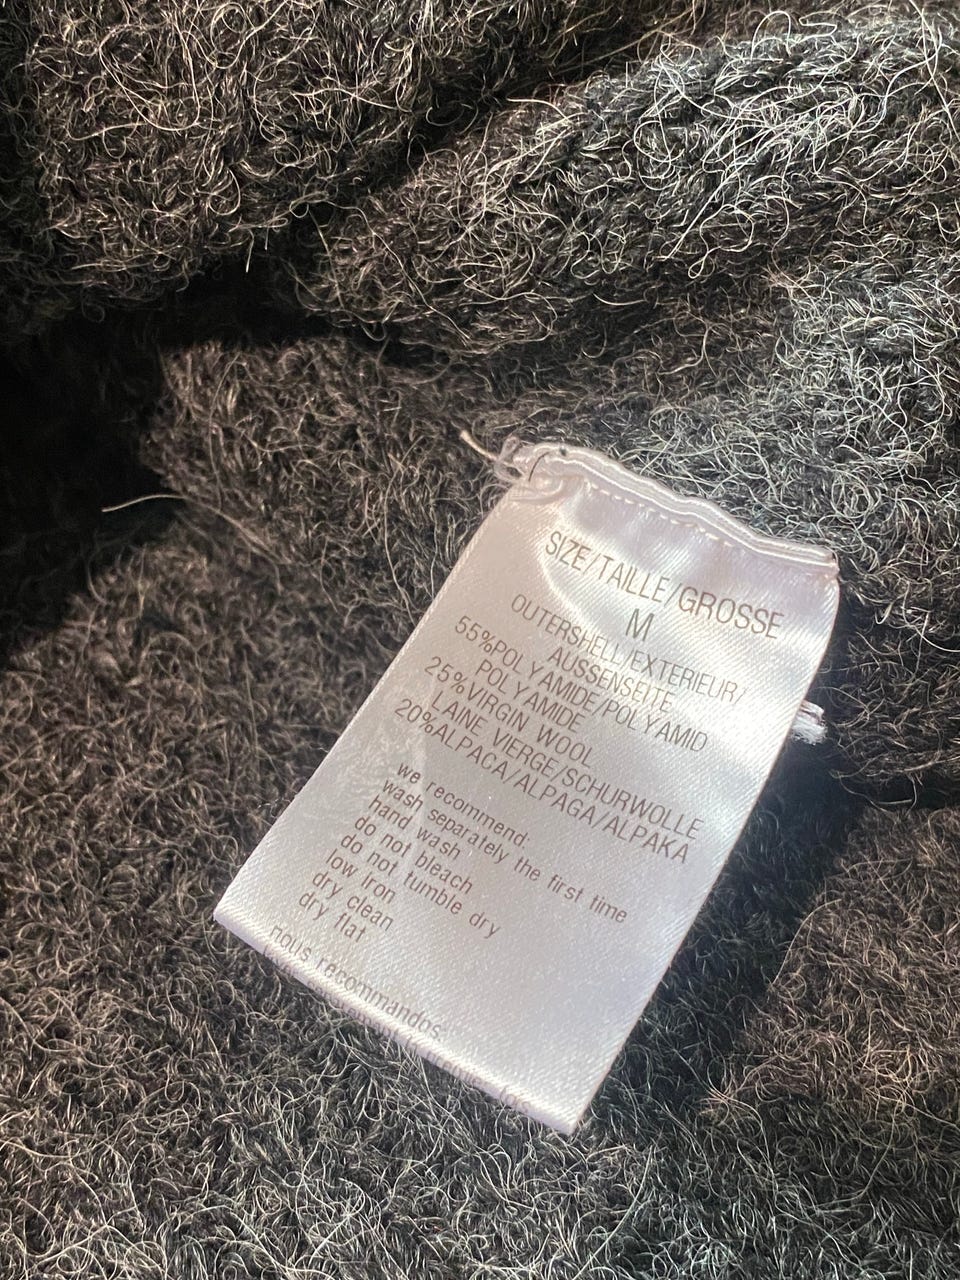 SIZE/TAILLE/GROSSE
M
OUTERSHELL/EXTERIEUR/
AUSSENSEITE
55%POLYAMIDE/POLYAMID
POLYAMIDE
25%VIRGIN WOOL
LAINE VIERGE/SCHURWOLLE
20%ALPACA/ALPAGA/ALPAKA
we recommend:
wash separately the first time
hand wash
do not bleach
do not tumble dry
low iron
dry clean
dry flat
nous recommandos